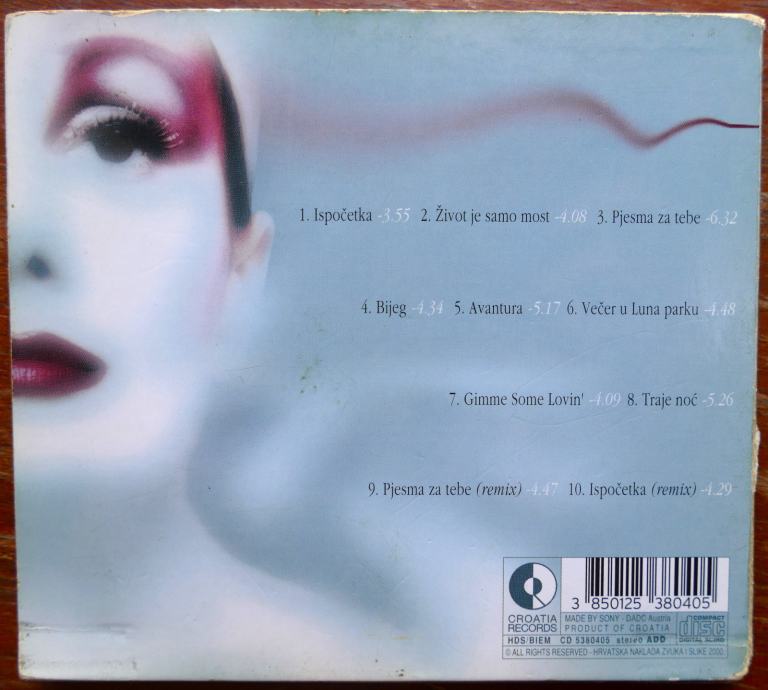 1. Ispočetka -3.55 2. Život je samo most -4.08 3. Pjesma za tebe -6.32
4. Bijeg -4.34 5. Avantura -5.17 6. Večer u Luna parku -4.48
7. Gimme Some Lovin' -4.09 8. Traje noć -5.26
9. Pjesma za tebe (remix) -4.47 10. Ispočetka (remix) -4.29
CROATIA
RECORDS
3 850125 380405
MADE BY SONY - DADC Austria
PRODUCT OF CROATIA
COMPACT
disc
DIGITAL AUDIO
HDS/BIEM CD 5380405 stereo ADD
© ALL RIGHTS RESERVED - HRVATSKA NAKLADA ZVUKA I SLIKE 2000.